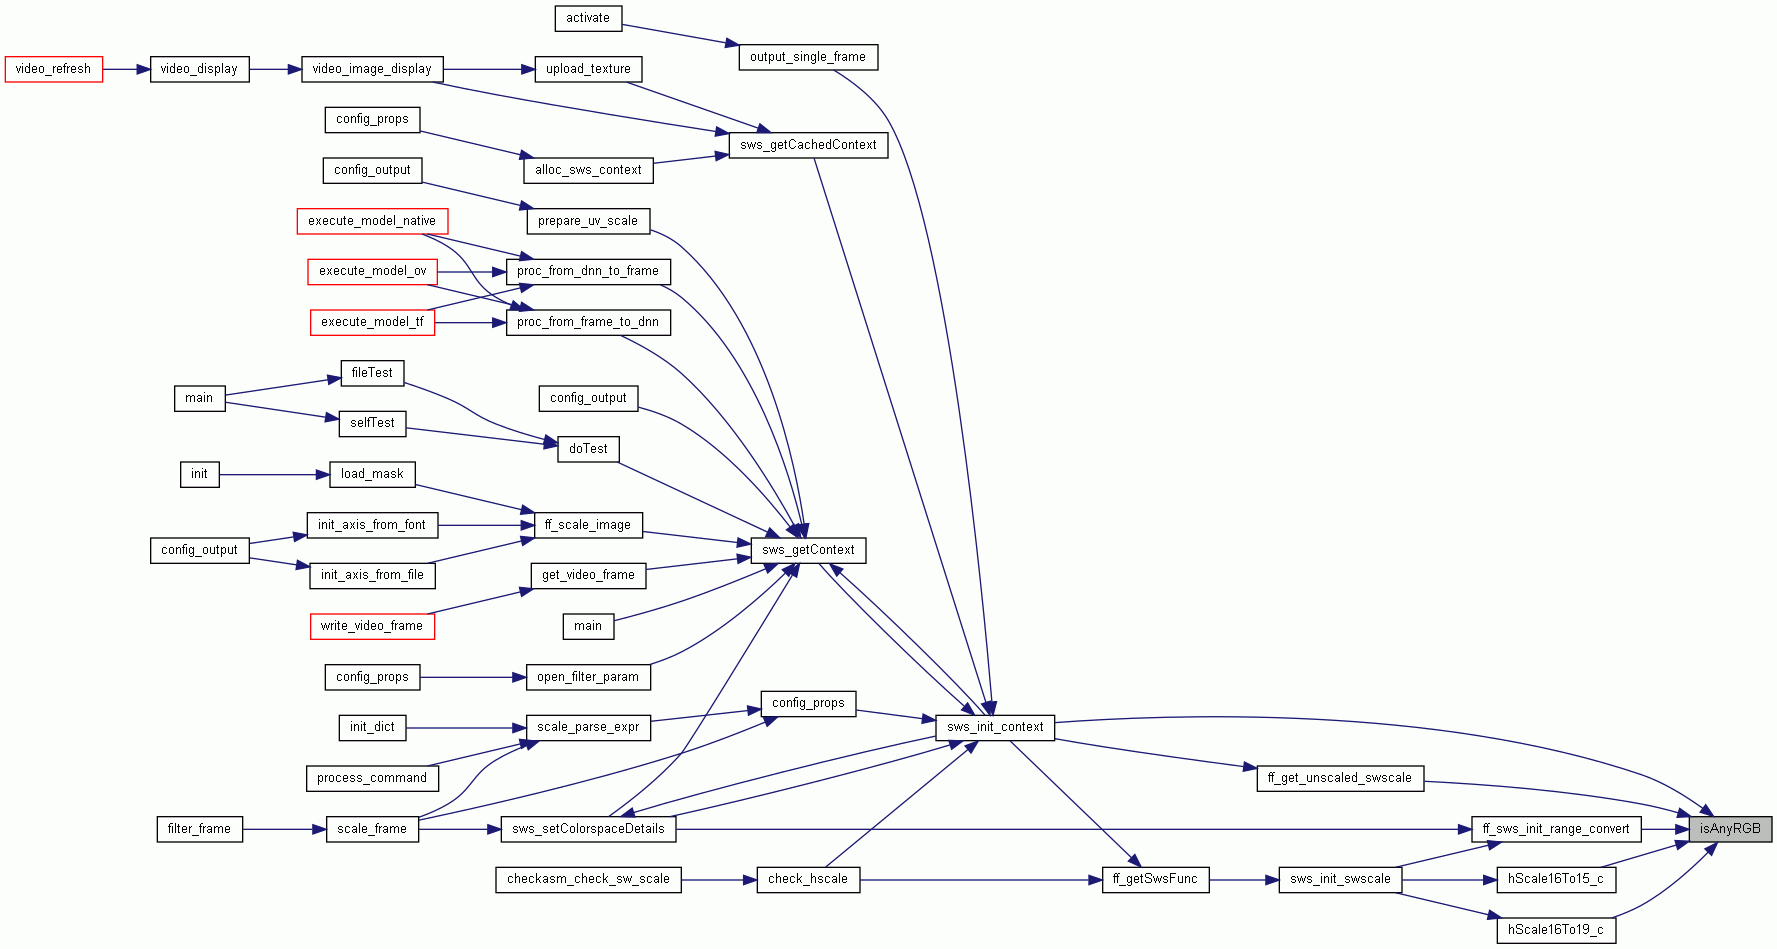 activate
output_single_frame
video_refresh
video_display
video_image_display
upload_texture
config_props
sws_getCachedContext
config_output
alloc_sws_context
execute_model_native
prepare_uv_scale
execute_model_ov
proc_from_dnn_to_frame
execute_model_tf
proc_from_frame_to_dnn
fileTest
main
config_output
selfTest
doTest
init
load_mask
init_axis_from_font
ff_scale_image
config_output
sws_getContext
init_axis_from_file
get_video_frame
write_video_frame
main
config_props
open_filter_param
config_props
init_dict
scale_parse_expr
sws_init_context
process_command
ff_get_unscaled_swscale
filter_frame
scale_frame
sws_setColorspaceDetails
ff_sws_init_range_convert
isAnyRGB
checkasm_check_sw_scale
check_hscale
ff_getSwsFunc
sws_init_swscale
hScale16To15_c
hScale16To19_c